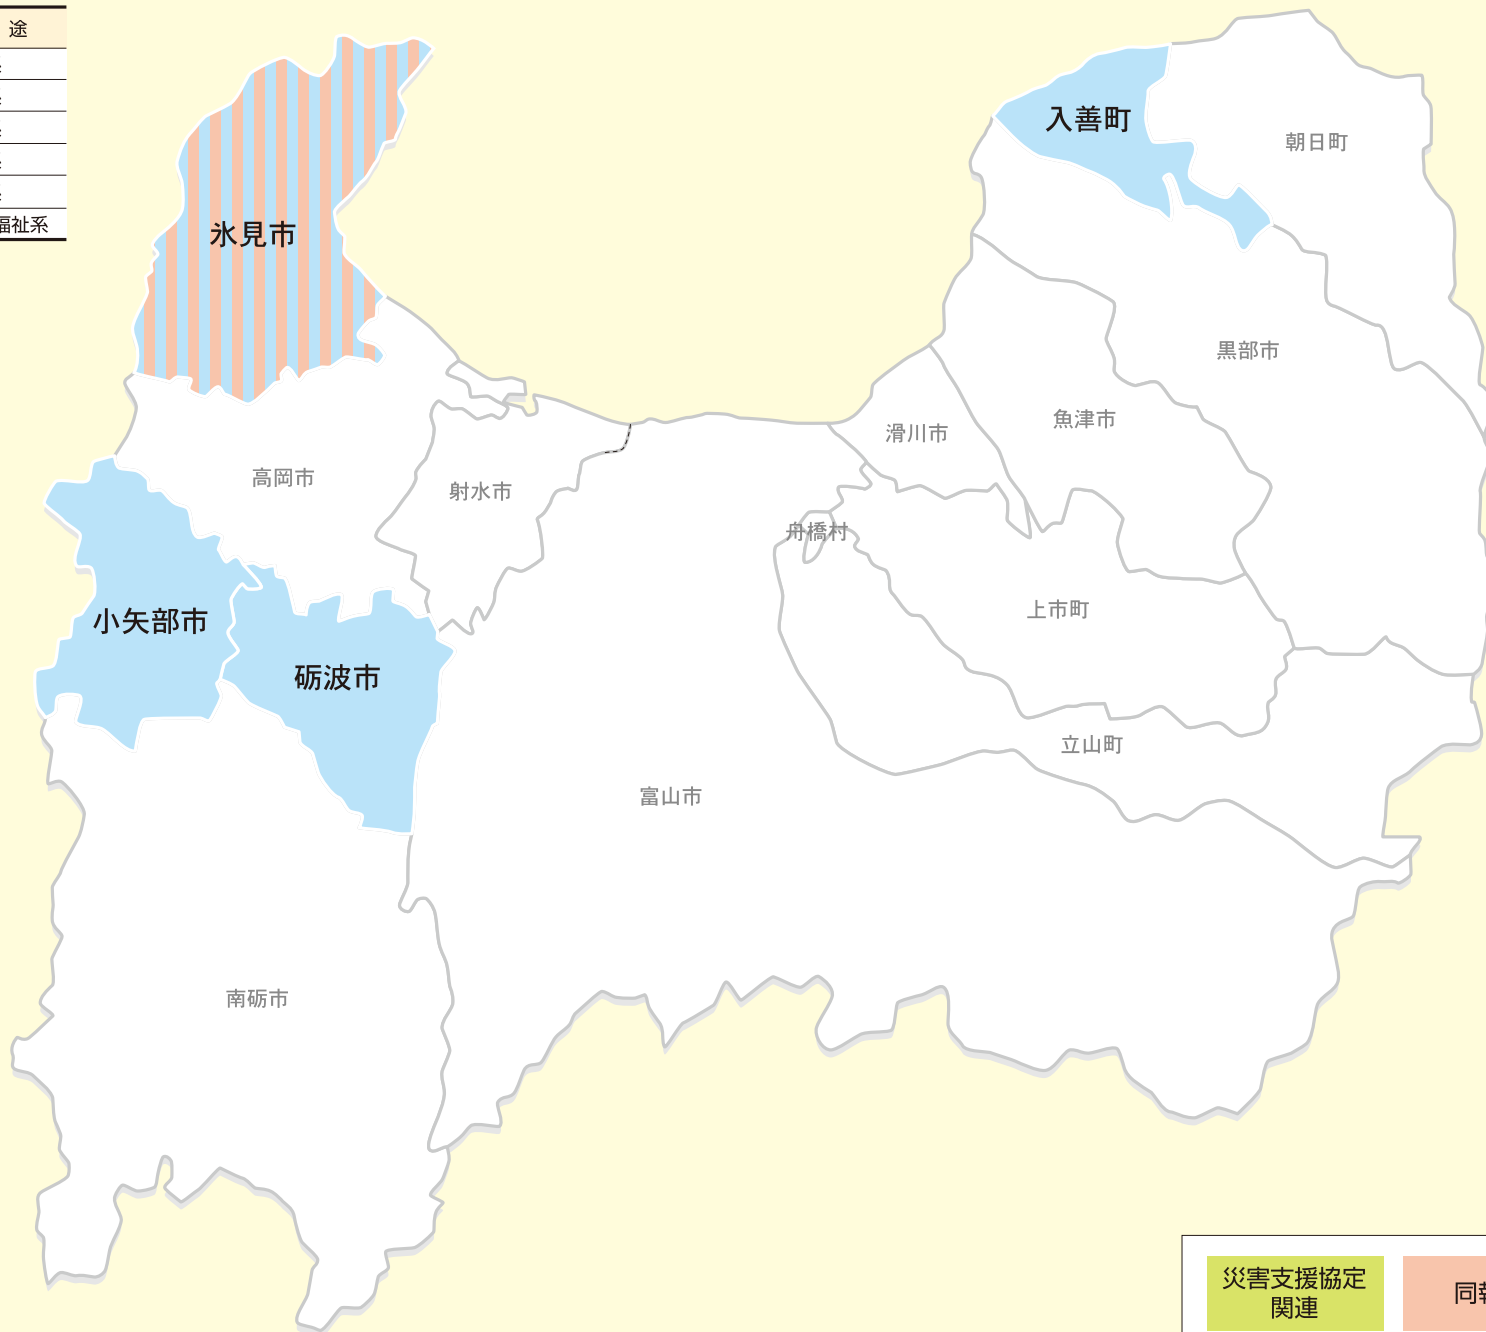 途
福祉系
入善町
朝日町
氷見市
黒部市
魚津市
滑川市
高岡市
射水市
舟橋村
上市町
小矢部市
砺波市
立山町
富山市
南砺市
災害支援協定
関連
同報